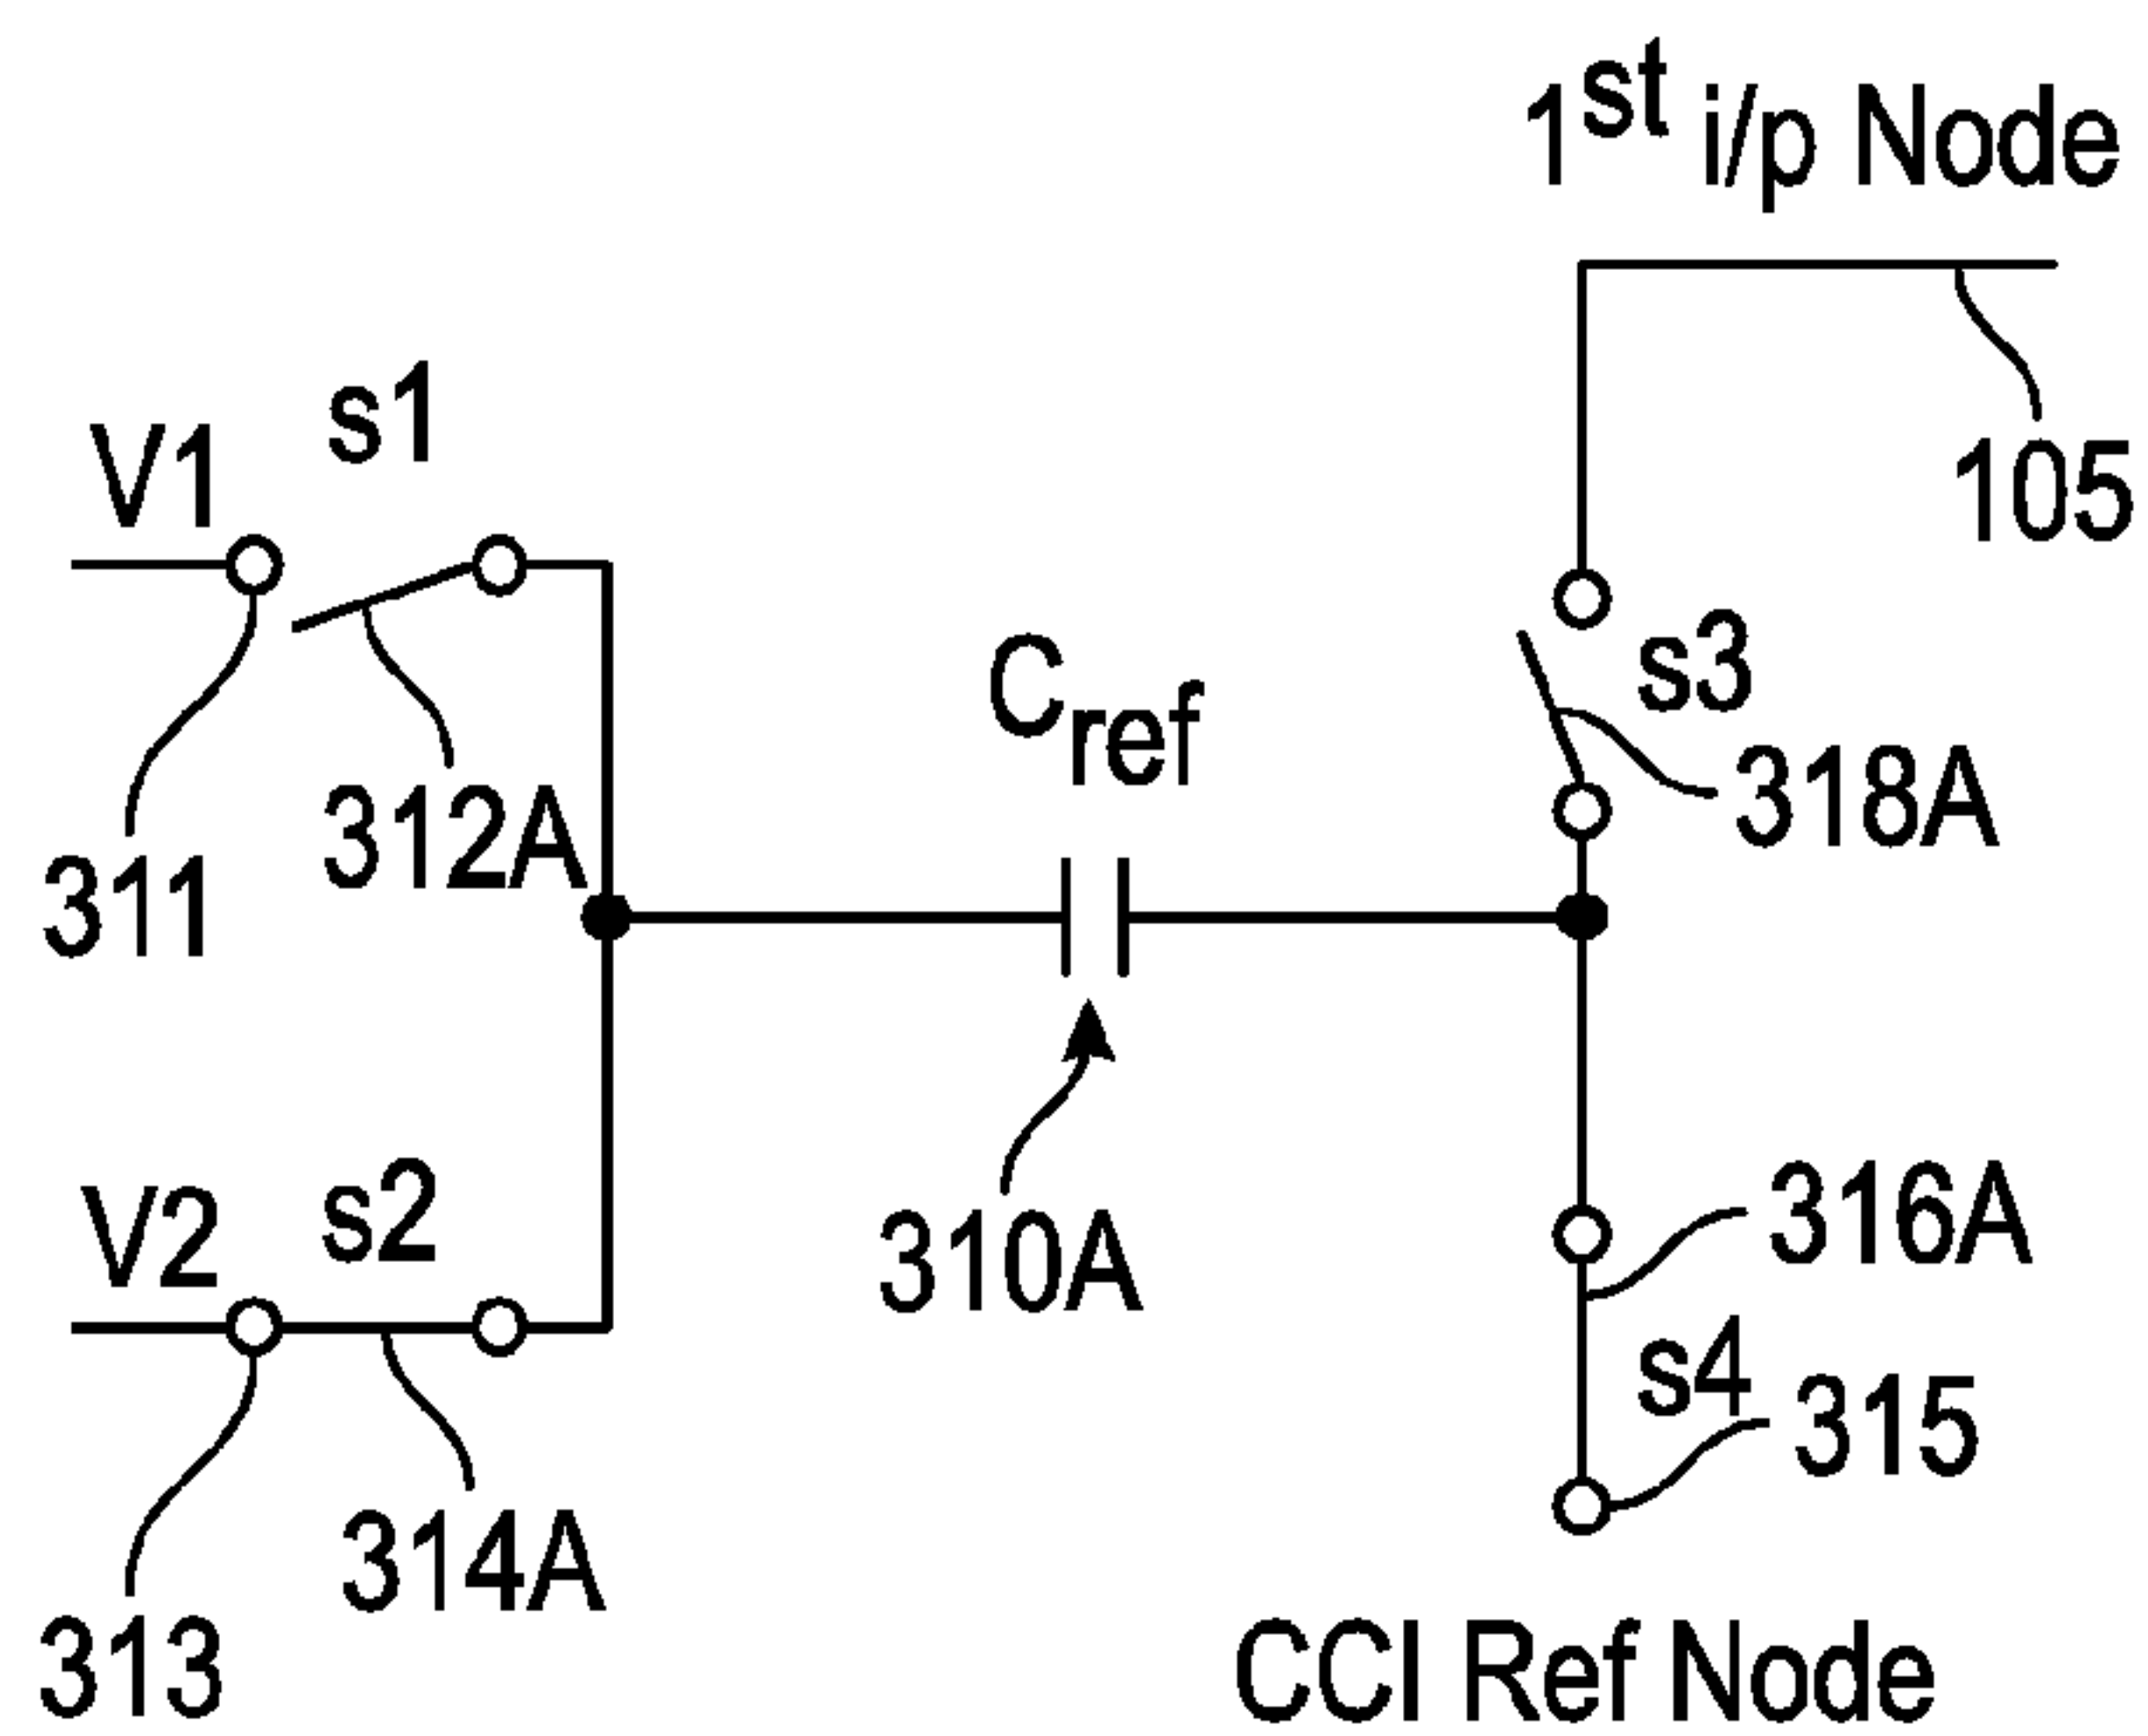 1st i/p Node
105
s1
V1
312A
311
Cref
s3
318A
310A
V2
s2
316A
s4
315
314A
313
CCI Ref Node